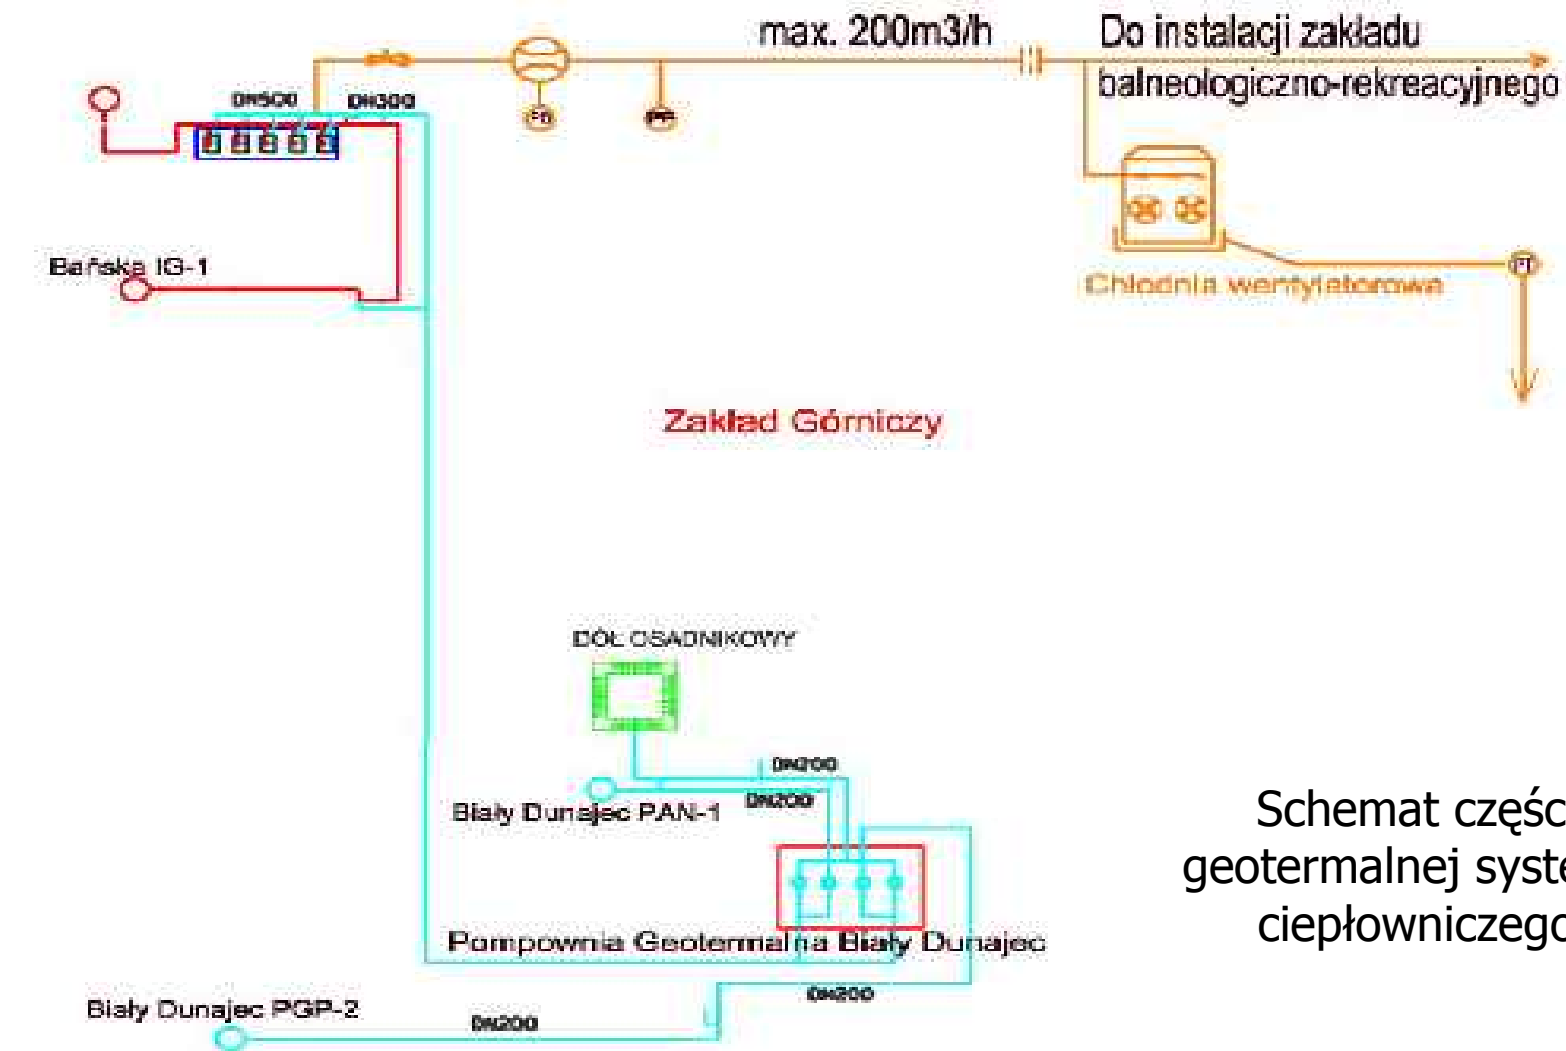 max. 200m3/h
Do instalacji zakładu
balneologiczno-rekreacyjnego
DN500
DN300
Bańska IG-1
Chłodnia wentylatorowa
Zakład Górniczy
DÓŁ OSADNIKOWY
DN200
DN200
Biały Dunajec PAN-1
Pompownia Geotermalna Biały Dunajec
DN200
Biały Dunajec PGP-2
DN200
Schemat częśc
geotermalnej syste
ciepłowniczego